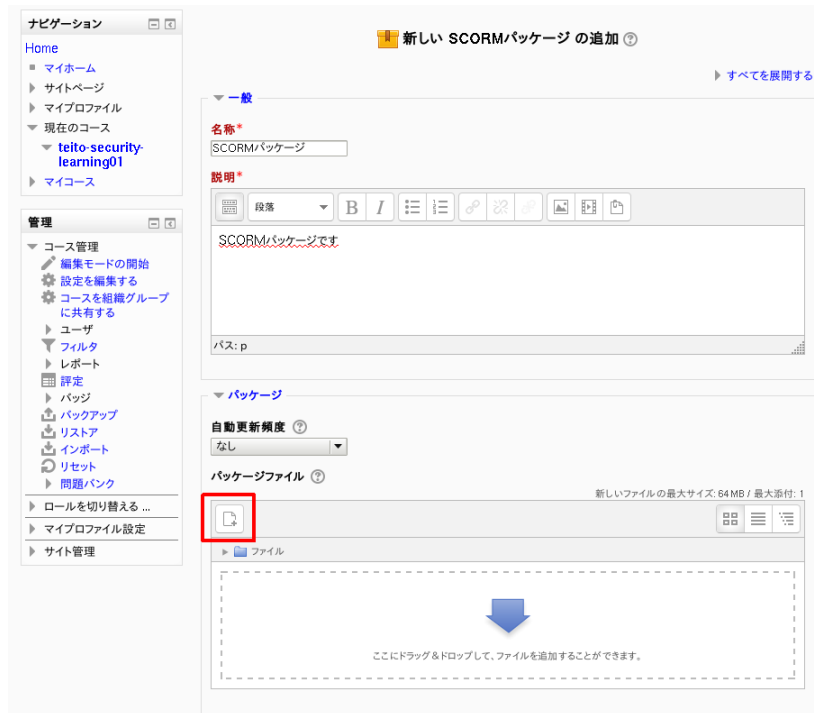 ナビゲーション
Home
マイホーム
サイトページ
マイプロファイル
現在のコース
teito-security-
learning01
マイコース
管理
コース管理
編集モードの開始
設定を編集する
コースを組織グループ
に共有する
ユーザ
フィルタ
レポート
評定
バッジ
バックアップ
リストア
インポート
リセット
問題バンク
ロールを切り替える ...
マイプロファイル設定
サイト管理
新しい SCORMパッケージ の追加
すべてを展開する
一般
名称*
SCORMパッケージ
説明*
段落
B I
SCORMパッケージです
パス: p
パッケージ
自動更新頻度
なし
パッケージファイル
新しいファイルの最大サイズ: 64MB / 最大添付: 1
ファイル
ここにドラッグ&ドロップして、ファイルを追加することができます。